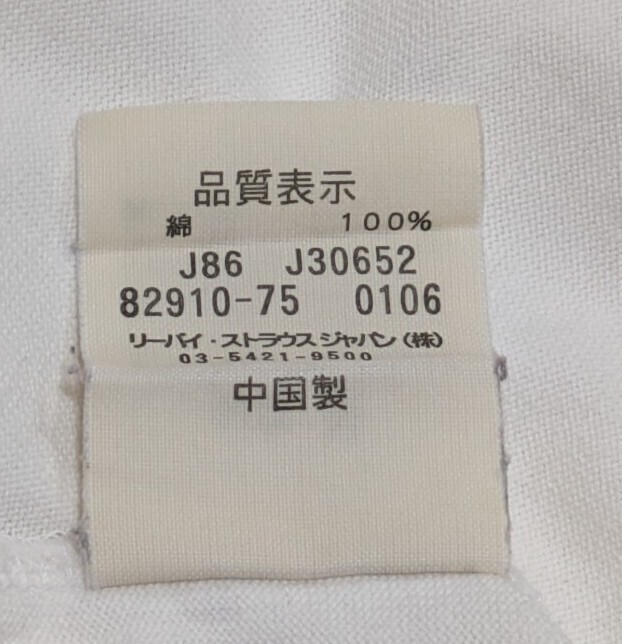 品質表示
綿 100%
J86 J30652
82910-75 0106
リーバイ・ストラウスジャパン(株)
03-5421-9500
中国製